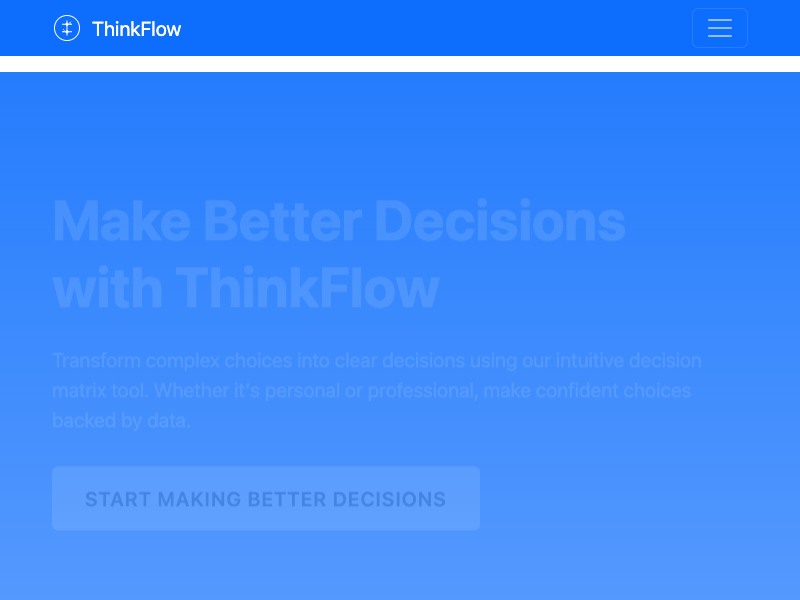 ThinkFlow
Make Better Decisions
with ThinkFlow
Transform complex choices into clear decisions using our intuitive decision
matrix tool. Whether it's personal or professional, make confident choices
backed by data.
START MAKING BETTER DECISIONS